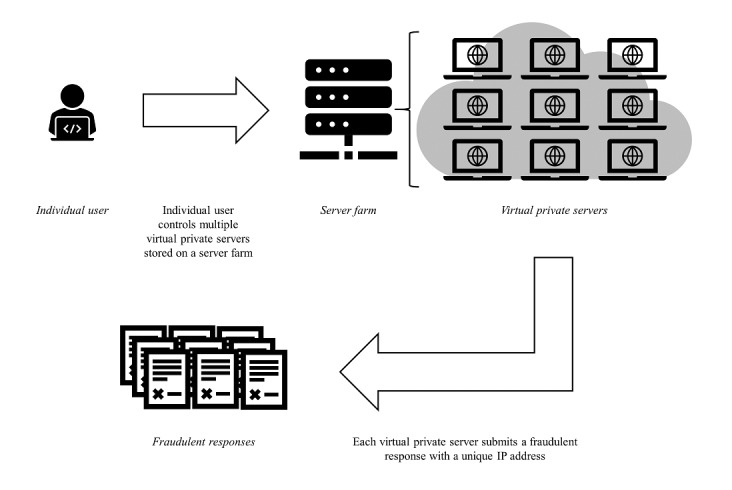 Individual user
Individual user
controls multiple
virtual private servers
stored on a server farm
Server farm
Virtual private servers
Fraudulent responses
Each virtual private server submits a fraudulent
response with a unique IP address